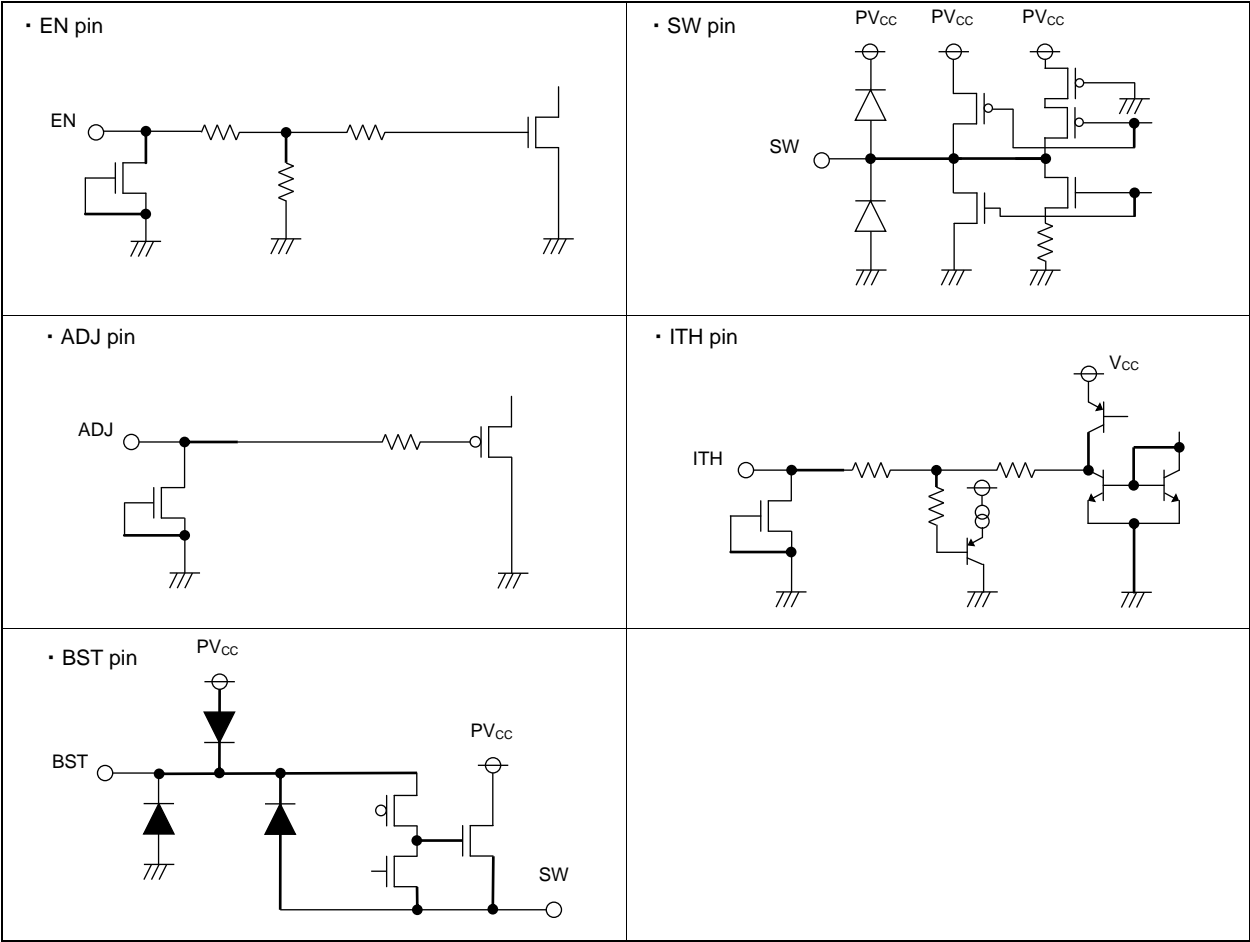 ・EN pin
EN
・SW pin
PVCC PVCC PVCC
SW
・ADJ pin
ADJ
・ITH pin
VCC
ITH
・BST pin
PVCC
PVCC
BST
SW